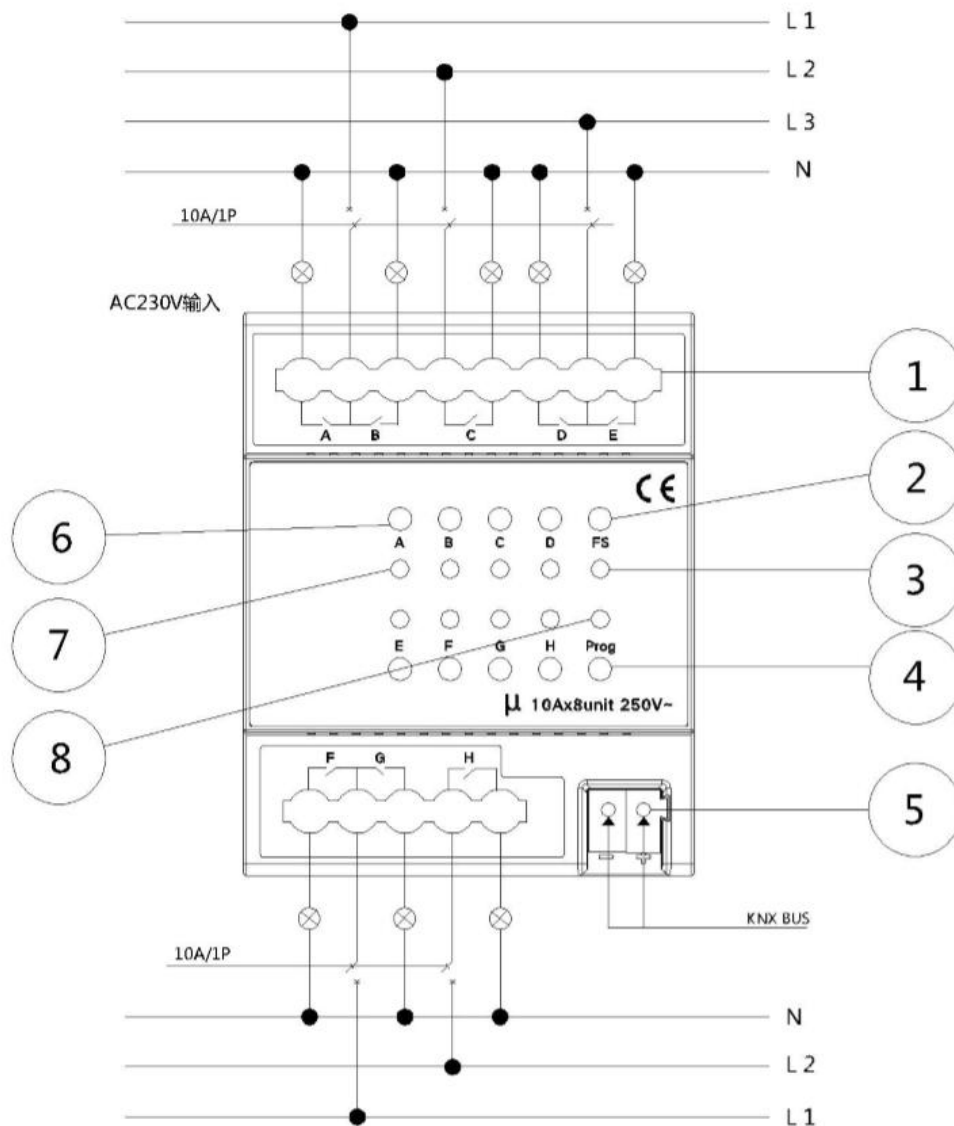 L 1
L 2
L 3
N
10A/1P
AC230V输入
1
A B C D E
2
CE
6
A B C D FS
3
7
E F G H Prog
4
μ 10Ax8unit 250V~
8
F G H
5
− +
KNX BUS
10A/1P
N
L 2
L 1